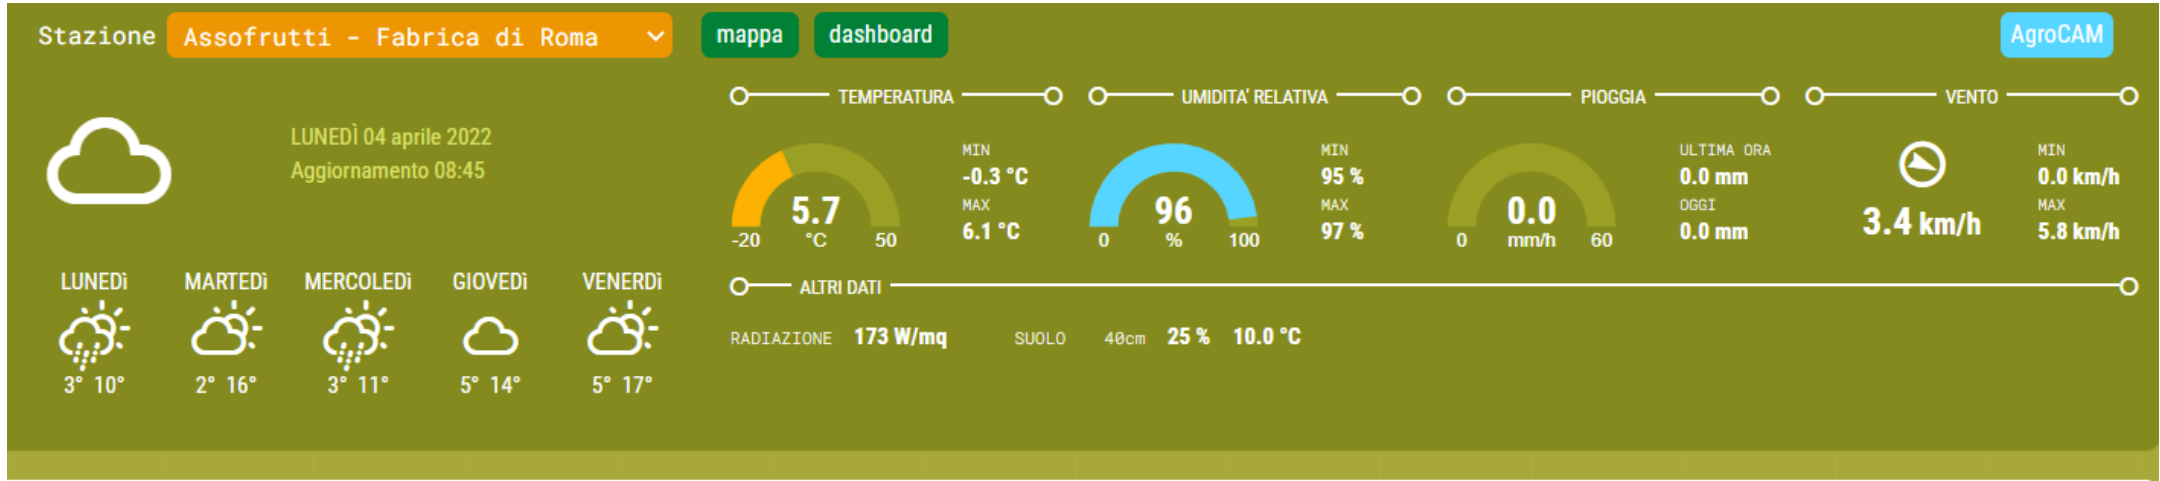 Stazione Assofrutti - Fabrica di Roma mappa dashboard AgroCAM
LUNEDÌ 04 aprile 2022
Aggiornamento 08:45
LUNEDì MARTEDì MERCOLEDì GIOVEDì VENERDì
3° 10° 2° 16° 3° 11° 5° 14° 5° 17°
TEMPERATURA
5.7
°C
-20 50
MIN
-0.3 °C
MAX
6.1 °C
UMIDITA' RELATIVA
96
%
0 100
MIN
95 %
MAX
97 %
PIOGGIA
0.0
mm/h
0 60
ULTIMA ORA
0.0 mm
OGGI
0.0 mm
VENTO
3.4 km/h
MIN
0.0 km/h
MAX
5.8 km/h
ALTRI DATI
RADIAZIONE 173 W/mq SUOLO 40cm 25 % 10.0 °C